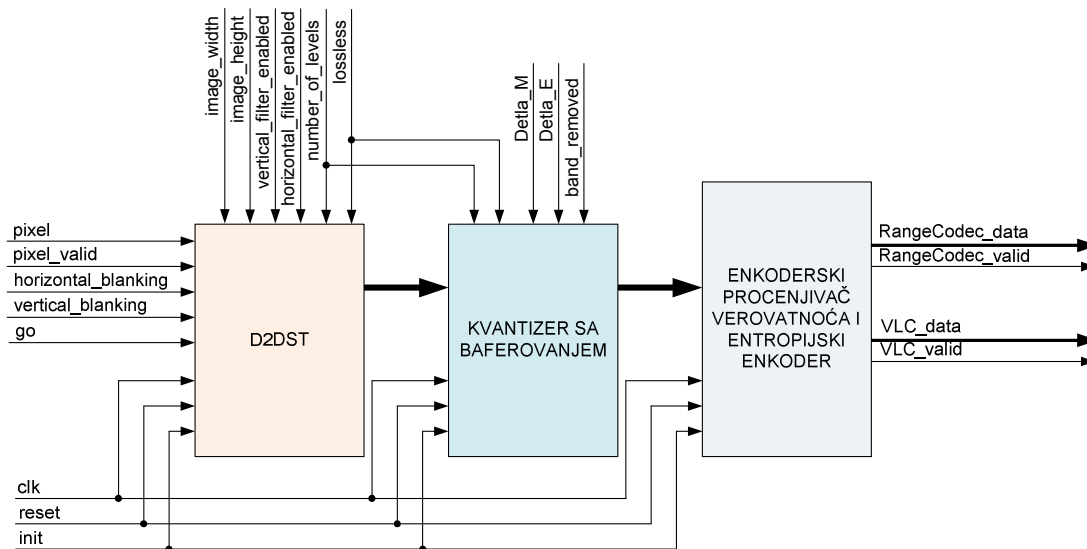 image_width
image_height
vertical_filter_enabled
horizontal_filter_enabled
number_of_levels
lossless
Detla_M
Detla_E
band_removed
pixel
pixel_valid
horizontal_blanking
vertical_blanking
go
D2DST
KVANTIZER SA
BAFEROVANJEM
ENKODERSKI
PROCENJIVAČ
VEROVATNOĆA I
ENTROPIJSKI
ENKODER
RangeCodec_data
RangeCodec_valid
VLC_data
VLC_valid
clk
reset
init